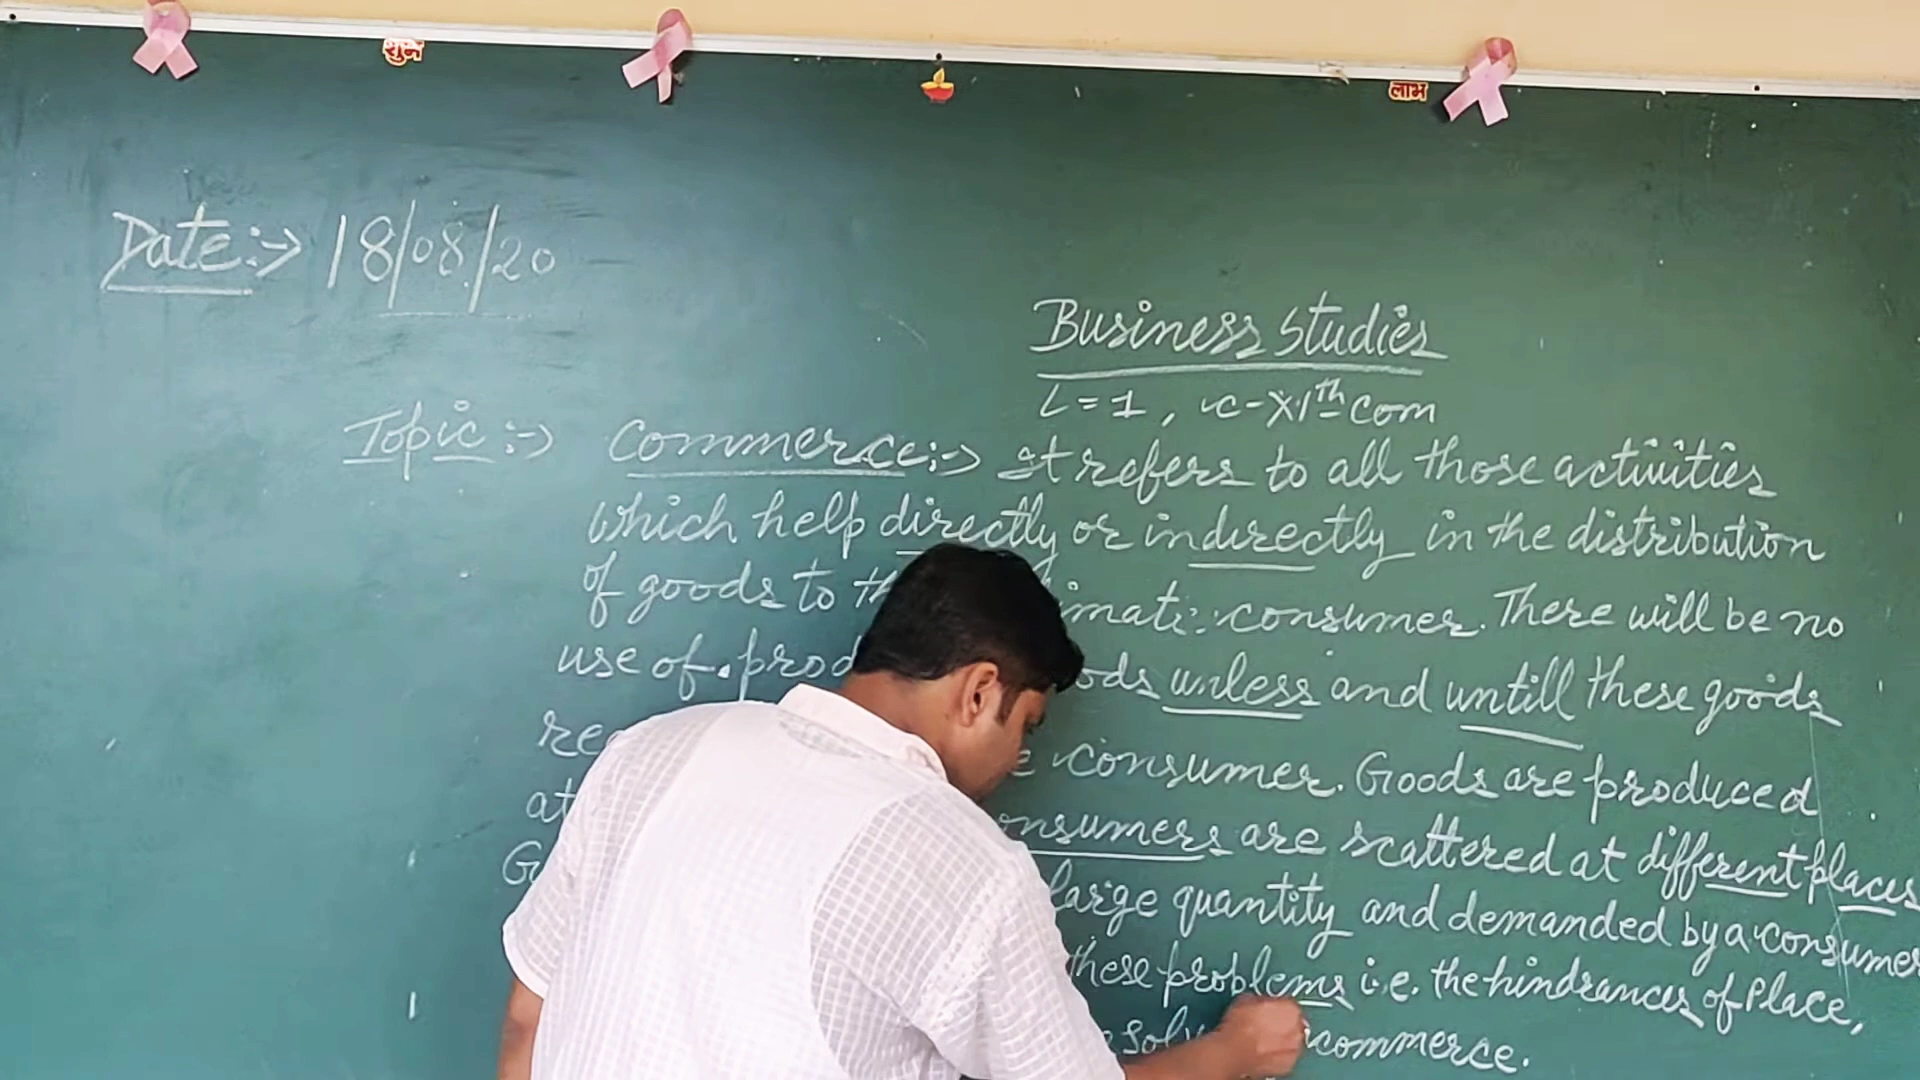 शुभ
लाभ
Date:-> 18/08/20
Business Studies
L=1, C-XIth Com
Topic:-> Commerce:-> It refers to all those activities
which help directly or indirectly in the distribution
of goods to consumer. There will be no
use of unless and untill these goods
consumer. Goods are produced
at onsumers are scattered at different places
large quantity and demanded by a consumer
these problems i.e. the hindrances of Place,
commerce.